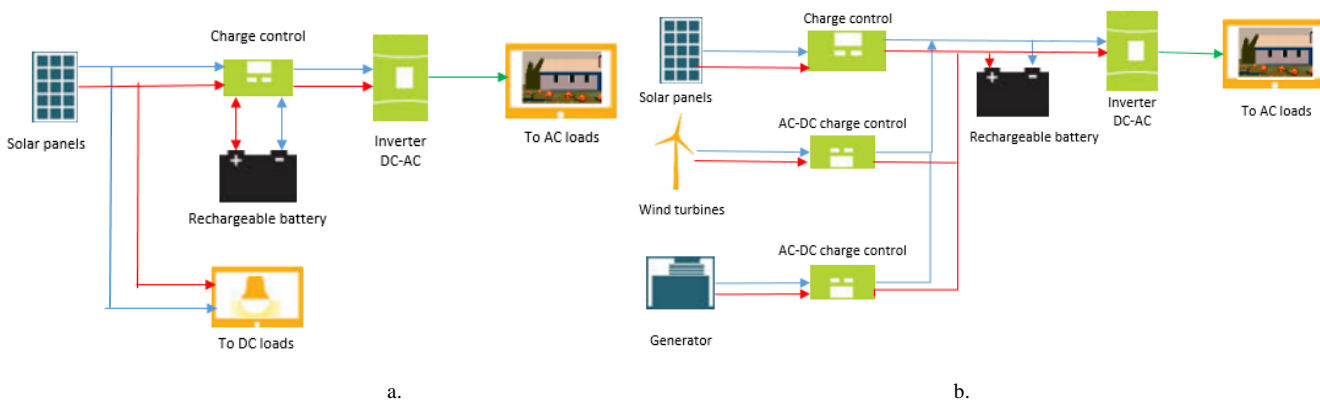 Charge control
Solar panels
Inverter
DC-AC
To AC loads
+
-
Rechargeable battery
To DC loads
a.
Charge control
Solar panels
+
-
Rechargeable battery
Inverter
DC-AC
To AC loads
AC-DC charge control
Wind turbines
AC-DC charge control
Generator
b.